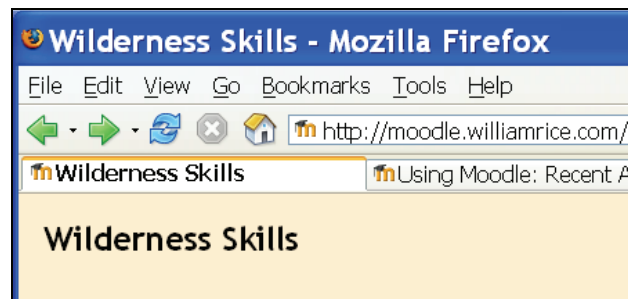 Wilderness Skills - Mozilla Firefox
File Edit View Go Bookmarks Tools Help
http://moodle.williamrice.com/
Wilderness Skills Using Moodle: Recent A
Wilderness Skills